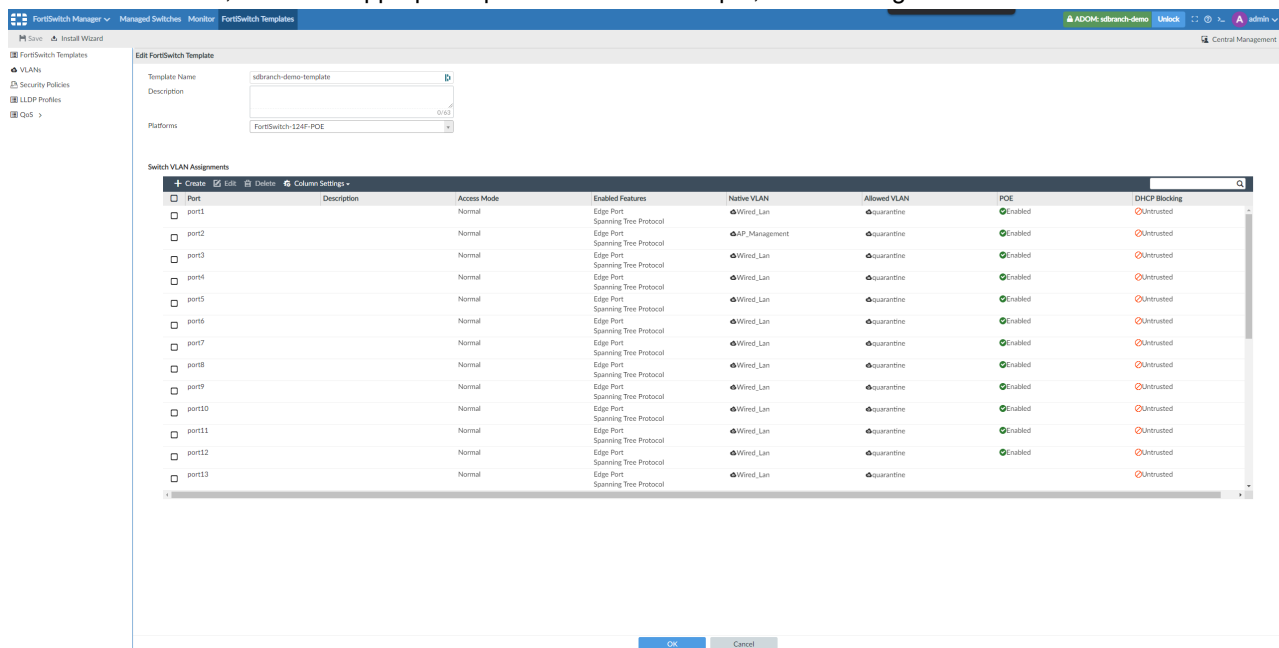 FortiSwitch Manager Managed Switches Monitor FortiSwitch Templates ADOM: sdbranch-demo Unlock A admin
Save Install Wizard Central Management
FortiSwitch Templates
VLANs
Security Policies
LLDP Profiles
QoS >
Edit FortiSwitch Template
Template Name sdbranch-demo-template
Description
0/63
Platforms FortiSwitch-124F-POE
Switch VLAN Assignments
+ Create Edit Delete Column Settings
Port Description Access Mode Enabled Features Native VLAN Allowed VLAN POE DHCP Blocking
port1 Normal Edge Port Wired_Lan quarantine Enabled Untrusted
Spanning Tree Protocol
port2 Normal Edge Port AP_Management quarantine Enabled Untrusted
Spanning Tree Protocol
port3 Normal Edge Port Wired_Lan quarantine Enabled Untrusted
Spanning Tree Protocol
port4 Normal Edge Port Wired_Lan quarantine Enabled Untrusted
Spanning Tree Protocol
port5 Normal Edge Port Wired_Lan quarantine Enabled Untrusted
Spanning Tree Protocol
port6 Normal Edge Port Wired_Lan quarantine Enabled Untrusted
Spanning Tree Protocol
port7 Normal Edge Port Wired_Lan quarantine Enabled Untrusted
Spanning Tree Protocol
port8 Normal Edge Port Wired_Lan quarantine Enabled Untrusted
Spanning Tree Protocol
port9 Normal Edge Port Wired_Lan quarantine Enabled Untrusted
Spanning Tree Protocol
port10 Normal Edge Port Wired_Lan quarantine Enabled Untrusted
Spanning Tree Protocol
port11 Normal Edge Port Wired_Lan quarantine Enabled Untrusted
Spanning Tree Protocol
port12 Normal Edge Port Wired_Lan quarantine Enabled Untrusted
Spanning Tree Protocol
port13 Normal Edge Port Wired_Lan quarantine Untrusted
Spanning Tree Protocol
OK Cancel